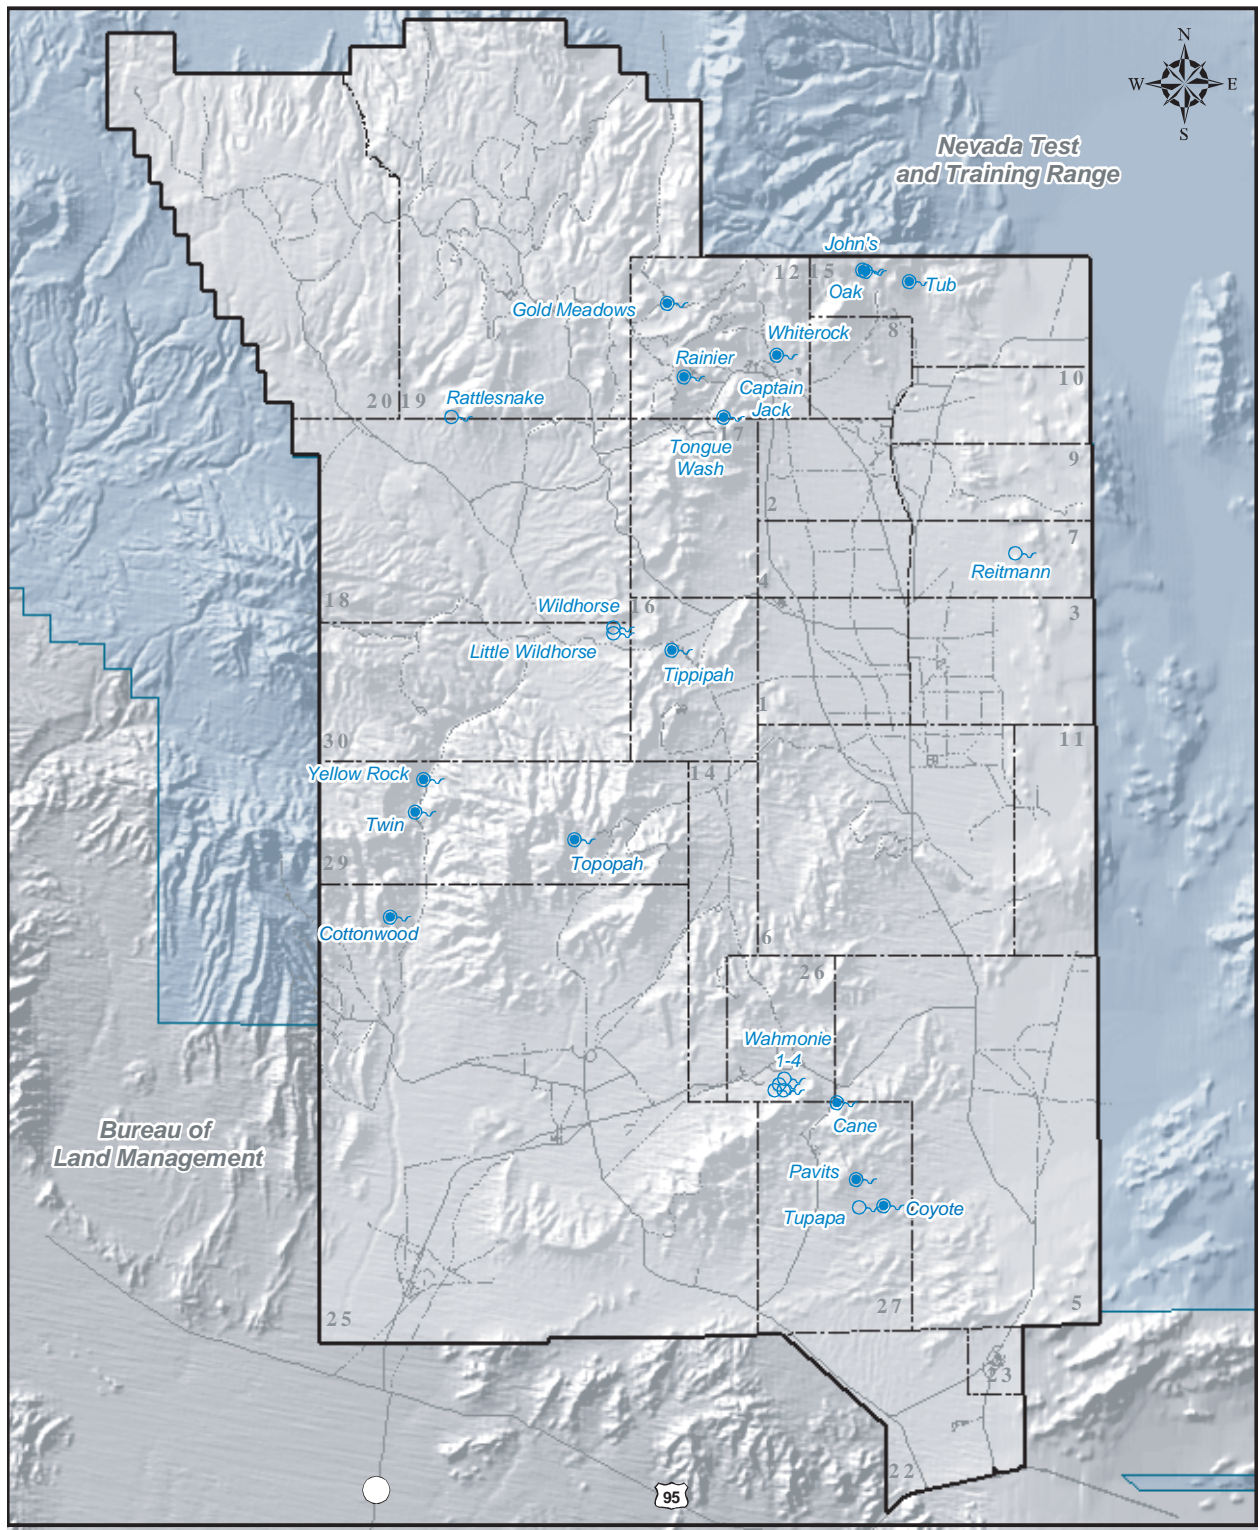 N
W
E
S
Nevada Test
and Training Range
John's
12
15
Oak
Tub
Gold Meadows
8
Whiterock
Rainier
10
Captain
Jack
Rattlesnake
20
19
Tongue
Wash
9
2
7
Reitmann
4
18
Wildhorse
16
3
Little Wildhorse
Tippipah
1
30
11
Yellow Rock
14
Twin
29
Topopah
Cottonwood
6
26
Wahmonie
1-4
Cane
Bureau of
Land Management
Pavits
Tupapa
Coyote
25
27
5
23
22
95